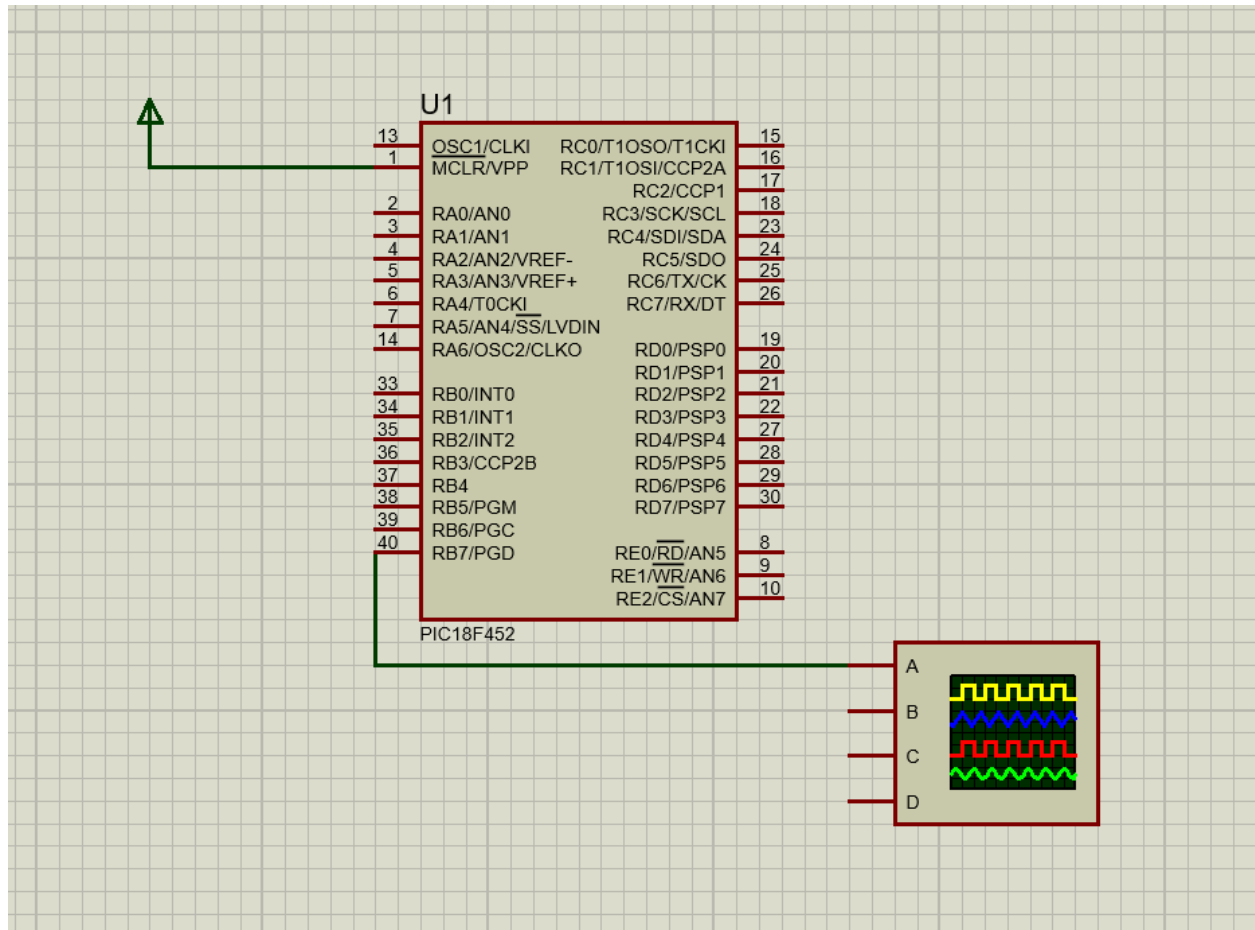 U1
13 OSC1/CLKI RC0/T1OSO/T1CKI 15
1 MCLR/VPP RC1/T1OSI/CCP2A 16
RC2/CCP1 17
2 RA0/AN0 RC3/SCK/SCL 18
3 RA1/AN1 RC4/SDI/SDA 23
4 RA2/AN2/VREF- RC5/SDO 24
5 RA3/AN3/VREF+ RC6/TX/CK 25
6 RA4/T0CKI RC7/RX/DT 26
7 RA5/AN4/SS/LVDIN
14 RA6/OSC2/CLKO RD0/PSP0 19
RD1/PSP1 20
33 RB0/INT0 RD2/PSP2 21
34 RB1/INT1 RD3/PSP3 22
35 RB2/INT2 RD4/PSP4 27
36 RB3/CCP2B RD5/PSP5 28
37 RB4 RD6/PSP6 29
38 RB5/PGM RD7/PSP7 30
39 RB6/PGC
40 RB7/PGD RE0/RD/AN5 8
RE1/WR/AN6 9
RE2/CS/AN7 10
PIC18F452
A
B
C
D